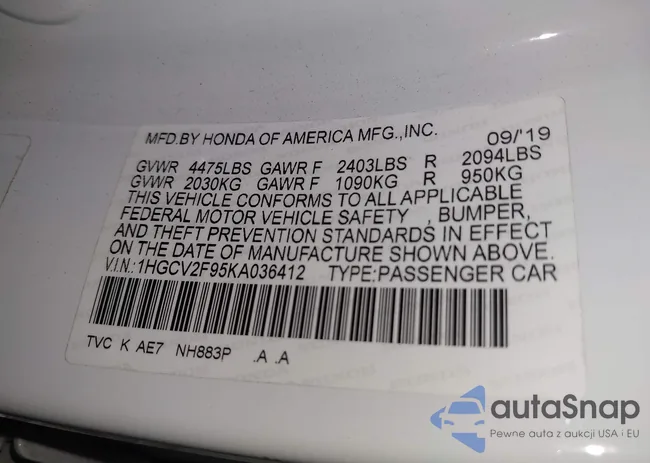 MFD.BY HONDA OF AMERICA MFG.,INC. 09/'19
GVWR 4475LBS GAWR F 2403LBS R 2094LBS
GVWR 2030KG GAWR F 1090KG R 950KG
THIS VEHICLE CONFORMS TO ALL APPLICABLE
FEDERAL MOTOR VEHICLE SAFETY , BUMPER,
AND THEFT PREVENTION STANDARDS IN EFFECT
ON THE DATE OF MANUFACTURE SHOWN ABOVE.
V.I.N.:1HGCV2F95KA036412 TYPE:PASSENGER CAR
TVC K AE7 NH883P .A .A
autaSnap
Pewne auta z aukcji USA i EU